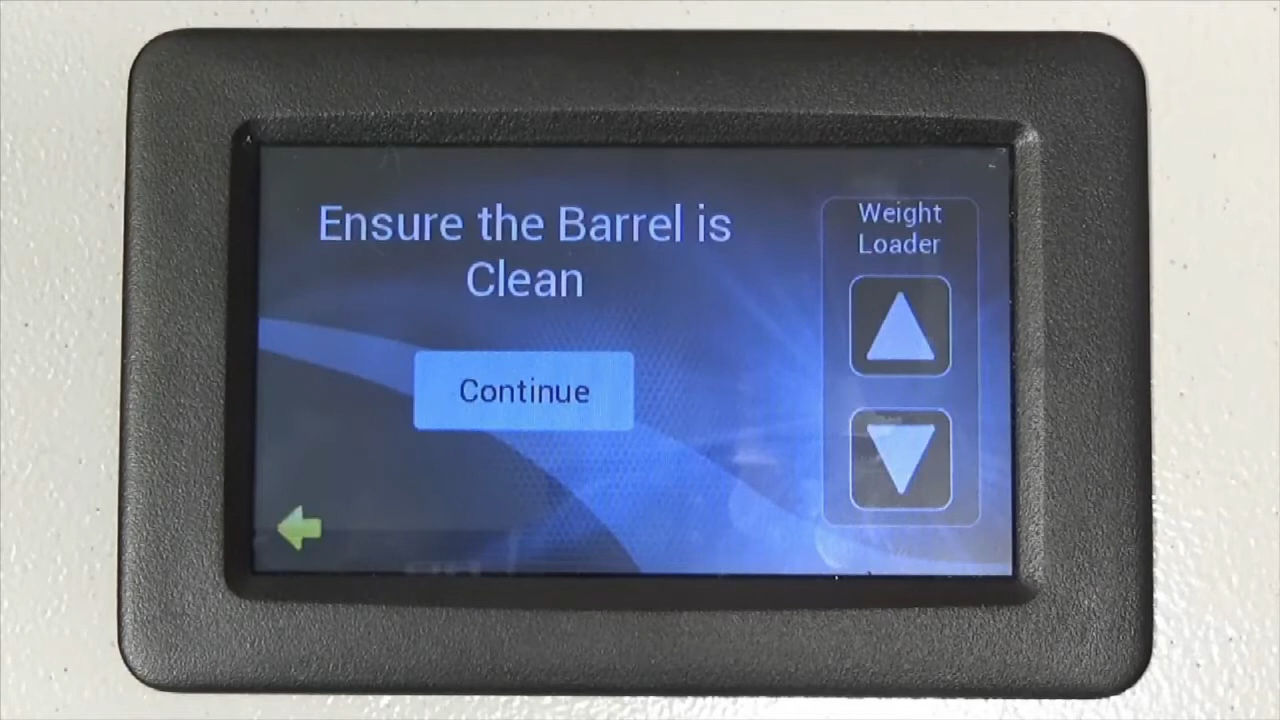 Ensure the Barrel is
Clean
Continue
Weight
Loader